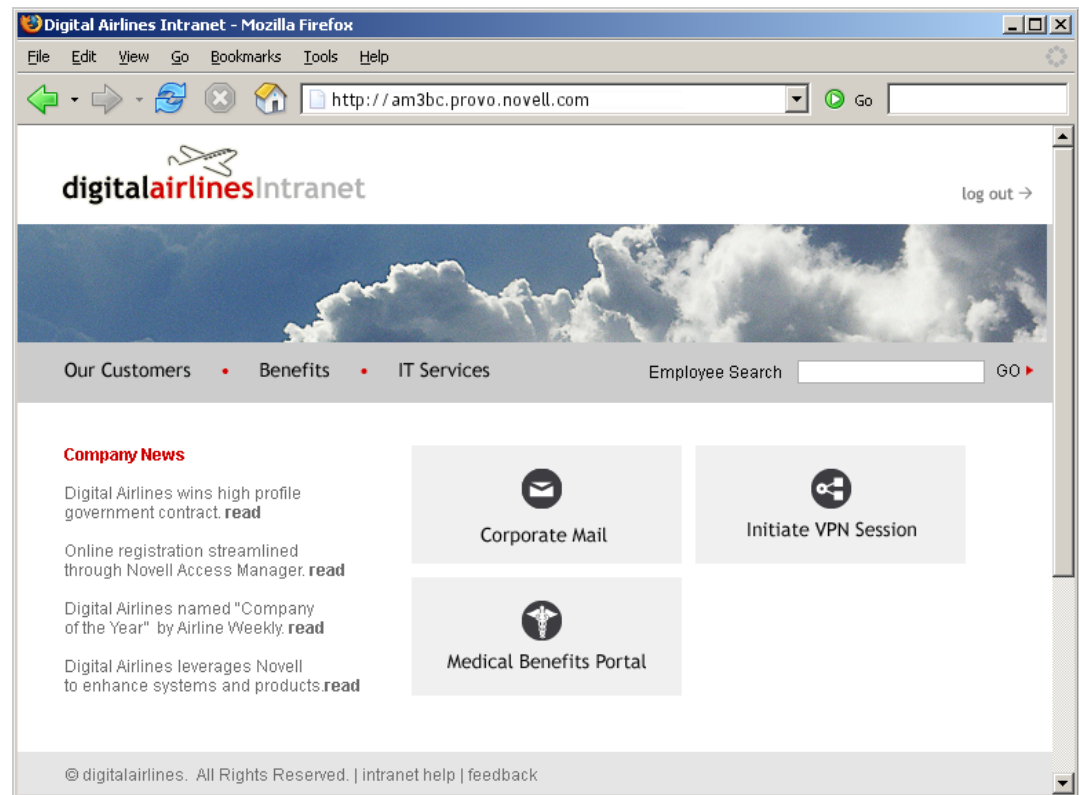 Digital Airlines Intranet - Mozilla Firefox
File Edit View Go Bookmarks Tools Help
http://am3bc.provo.novell.com Go
digitalairlinesIntranet
log out →
Our Customers • Benefits • IT Services Employee Search GO
Company News
Digital Airlines wins high profile
government contract. read
Online registration streamlined
through Novell Access Manager. read
Digital Airlines named "Company
of the Year" by Airline Weekly. read
Digital Airlines leverages Novell
to enhance systems and products.read
Corporate Mail
Initiate VPN Session
Medical Benefits Portal
© digitalairlines. All Rights Reserved. | intranet help | feedback